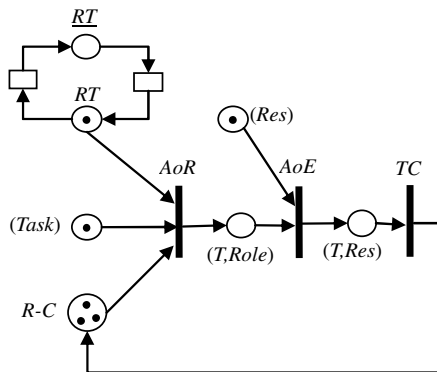 RT
RT
(Res)
AoR
AoE
TC
(Task)
(T,Role)
(T,Res)
R-C